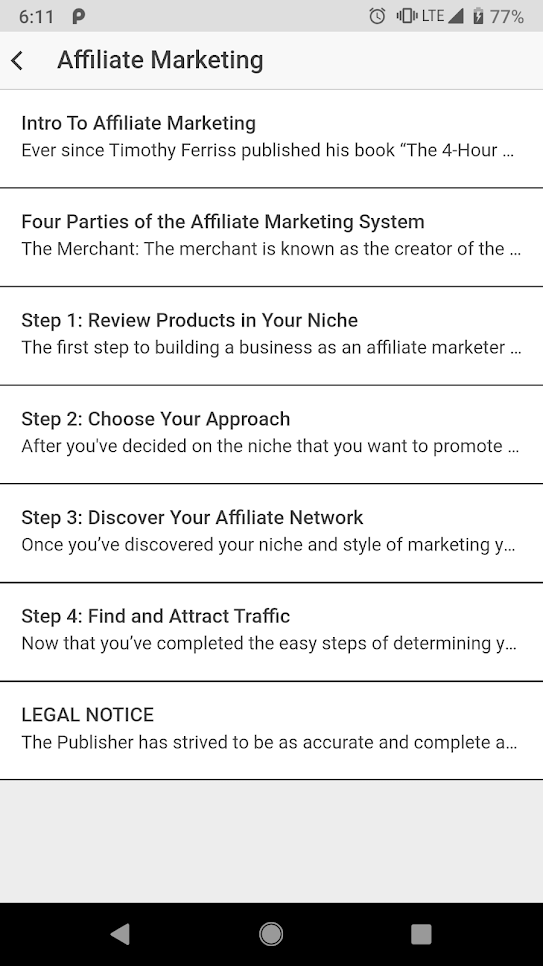 6:11 LTE 77%
Affiliate Marketing
Intro To Affiliate Marketing
Ever since Timothy Ferriss published his book “The 4-Hour ...
Four Parties of the Affiliate Marketing System
The Merchant: The merchant is known as the creator of the ...
Step 1: Review Products in Your Niche
The first step to building a business as an affiliate marketer ...
Step 2: Choose Your Approach
After you've decided on the niche that you want to promote ...
Step 3: Discover Your Affiliate Network
Once you’ve discovered your niche and style of marketing y...
Step 4: Find and Attract Traffic
Now that you’ve completed the easy steps of determining y...
LEGAL NOTICE
The Publisher has strived to be as accurate and complete a...